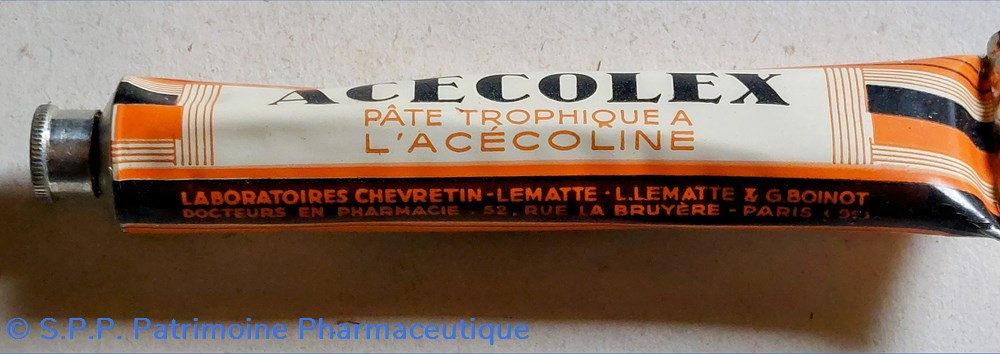 ACÉCOLEX
PÂTE TROPHIQUE A
L'ACÉCOLINE
LABORATOIRES CHEVRETIN-LEMATTE · L.LEMATTE & G.BOINOT
DOCTEURS EN PHARMACIE . 52, RUE LA BRUYÈRE - PARIS (9e)
© S.P.P. Patrimoine Pharmaceutique